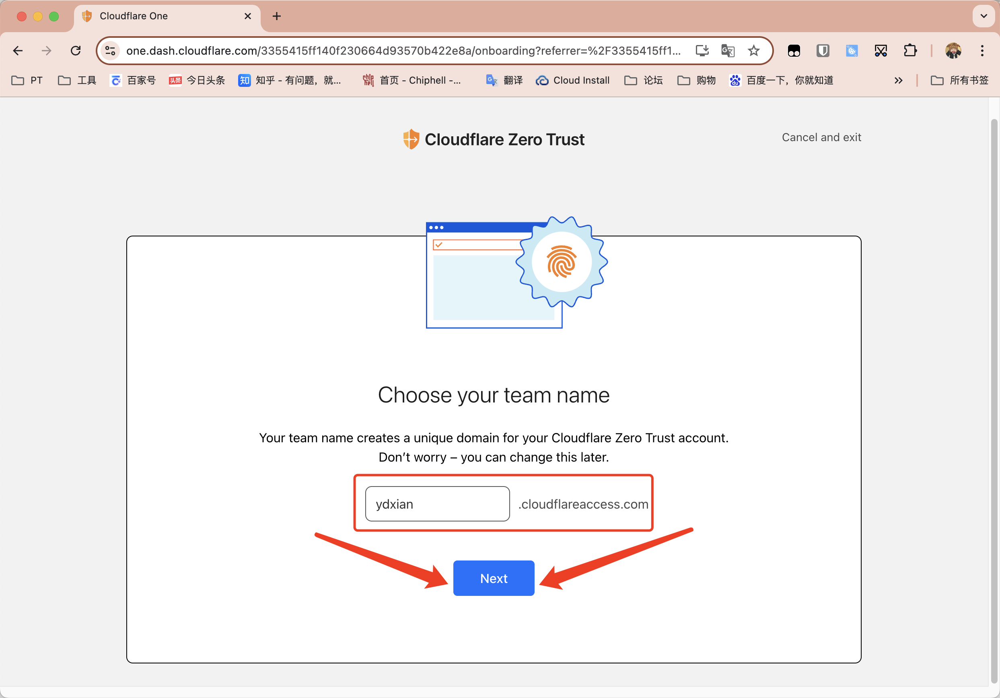 Cloudflare One
one.dash.cloudflare.com/3355415ff140f230664d93570b422e8a/onboarding?referrer=%2F3355415ff1...
PT
工具
百家号
头条 今日头条
知 知乎 - 有问题，就...
首页 - Chiphell -...
翻译
Cloud Install
论坛
购物
du 百度一下，你就知道
所有书签
Cloudflare Zero Trust
Cancel and exit
Choose your team name
Your team name creates a unique domain for your Cloudflare Zero Trust account.
Don’t worry – you can change this later.
ydxian .cloudflareaccess.com
Next